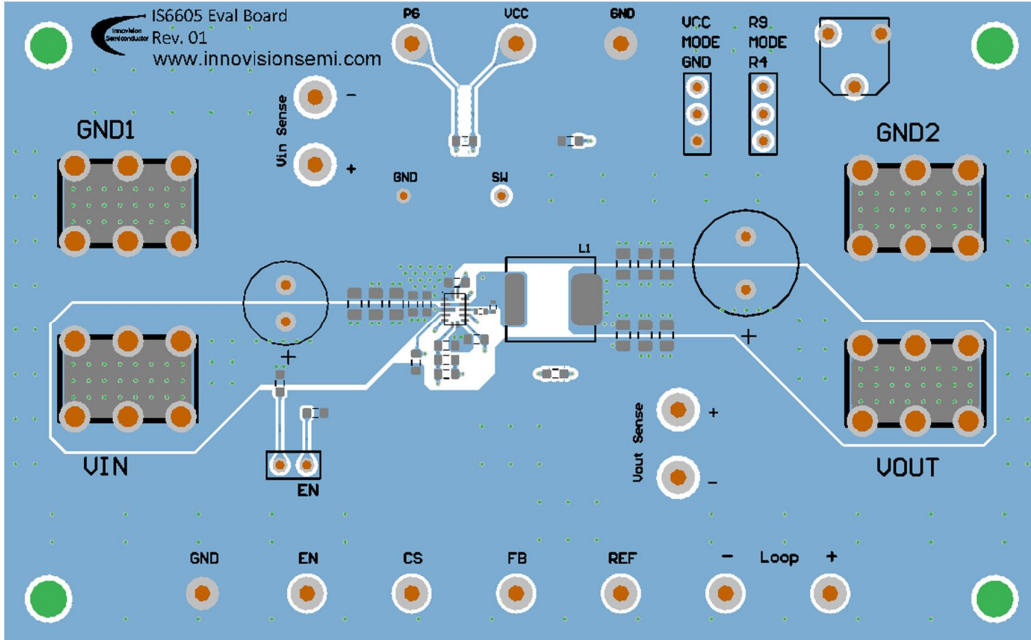 Innovision
Semiconductor
IS6605 Eval Board
Rev. 01
www.innovisionsemi.com
PG
VCC
GND
VCC
MODE
GND
R9
MODE
R4
Vin Sense
-
+
GND1
GND2
GND
SW
L1
+
+
VIN
EN
Vout Sense
+
-
VOUT
GND
EN
CS
FB
REF
- Loop +